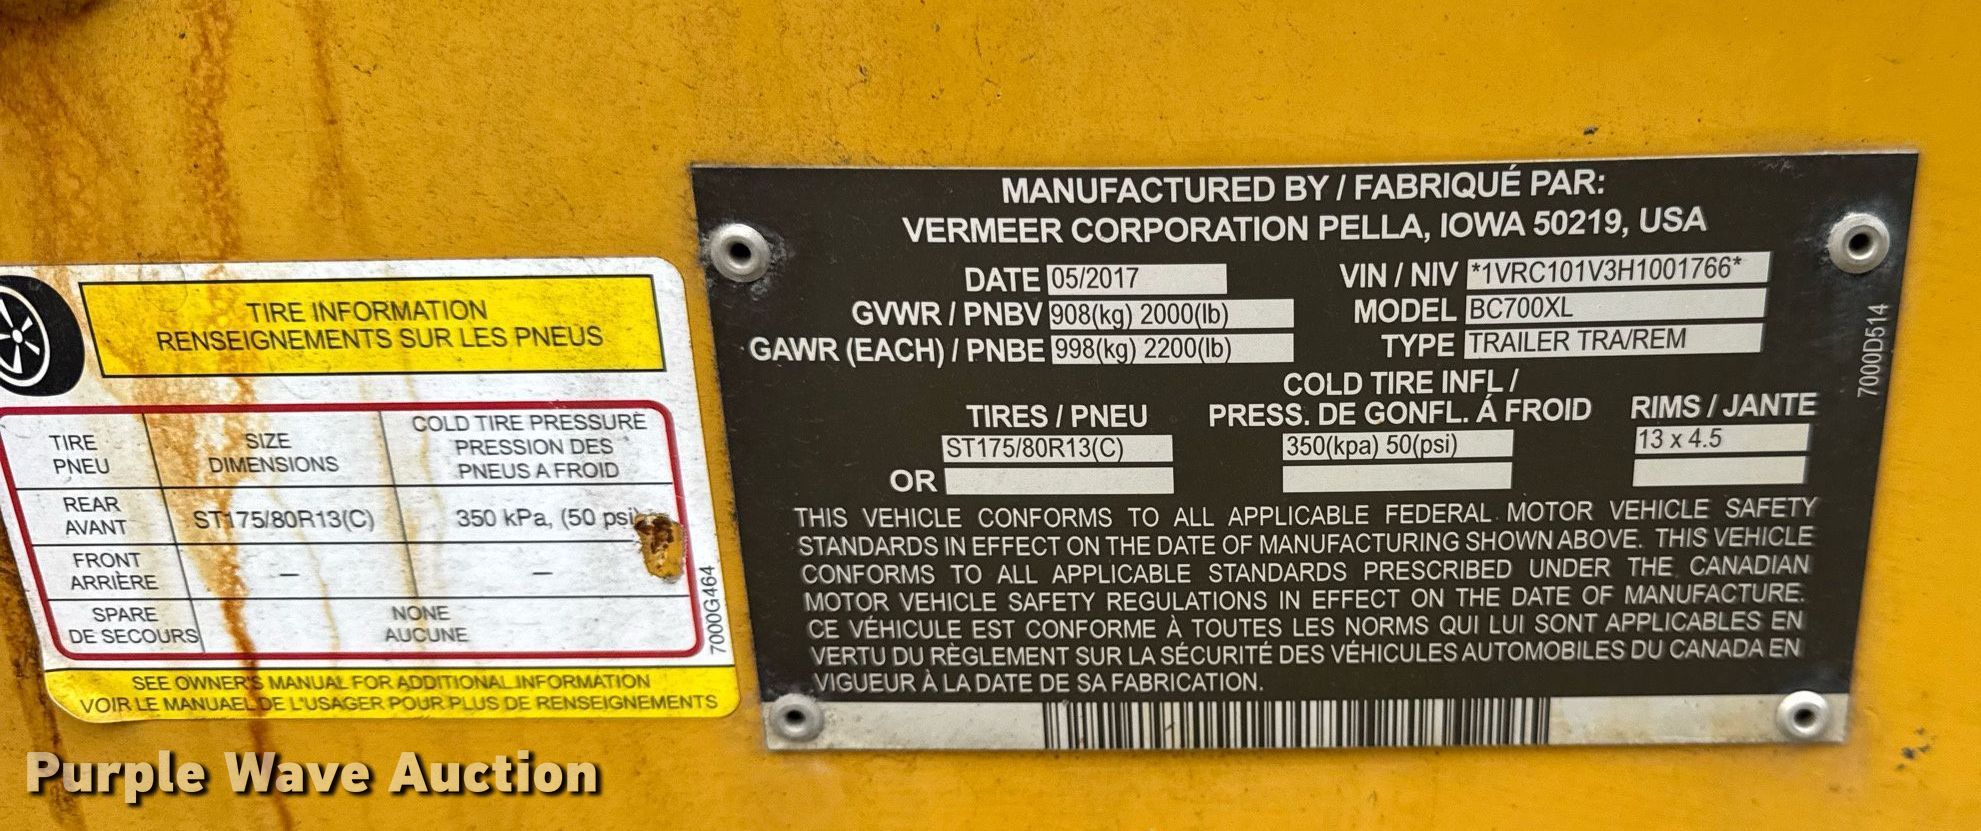 TIRE INFORMATION
RENSEIGNEMENTS SUR LES PNEUS
TIRE PNEU SIZE DIMENSIONS COLD TIRE PRESSURE PRESSION DES PNEUS A FROID
REAR AVANT ST175/80R13(C) 350 kPa, (50 psi)
FRONT ARRIÈRE — —
SPARE DE SECOURS NONE AUCUNE
7000G464
SEE OWNER'S MANUAL FOR ADDITIONAL INFORMATION
VOIR LE MANUAEL DE L'USAGER POUR PLUS DE RENSEIGNEMENTS
MANUFACTURED BY / FABRIQUÉ PAR:
VERMEER CORPORATION PELLA, IOWA 50219, USA
DATE 05/2017 VIN / NIV *1VRC101V3H1001766*
GVWR / PNBV 908(kg) 2000(lb) MODEL BC700XL
GAWR (EACH) / PNBE 998(kg) 2200(lb) TYPE TRAILER TRA/REM
TIRES / PNEU COLD TIRE INFL / PRESS. DE GONFL. Á FROID RIMS / JANTE
ST175/80R13(C) 350(kpa) 50(psi) 13 x 4.5
OR
7000D514
THIS VEHICLE CONFORMS TO ALL APPLICABLE FEDERAL MOTOR VEHICLE SAFETY
STANDARDS IN EFFECT ON THE DATE OF MANUFACTURING SHOWN ABOVE. THIS VEHICLE
CONFORMS TO ALL APPLICABLE STANDARDS PRESCRIBED UNDER THE CANADIAN
MOTOR VEHICLE SAFETY REGULATIONS IN EFFECT ON THE DATE OF MANUFACTURE.
CE VÉHICULE EST CONFORME À TOUTES LES NORMS QUI LUI SONT APPLICABLES EN
VERTU DU RÈGLEMENT SUR LA SÉCURITÉ DES VÉHICULES AUTOMOBILES DU CANADA EN
VIGUEUR À LA DATE DE SA FABRICATION.
Purple Wave Auction